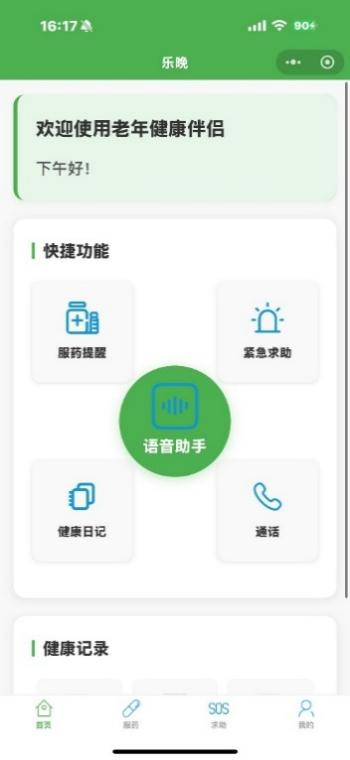 16:17
90
乐晚
欢迎使用老年健康伴侣
下午好!
快捷功能
服药提醒
紧急求助
语音助手
健康日记
通话
健康记录
SOS
首页
服药
求助
我的